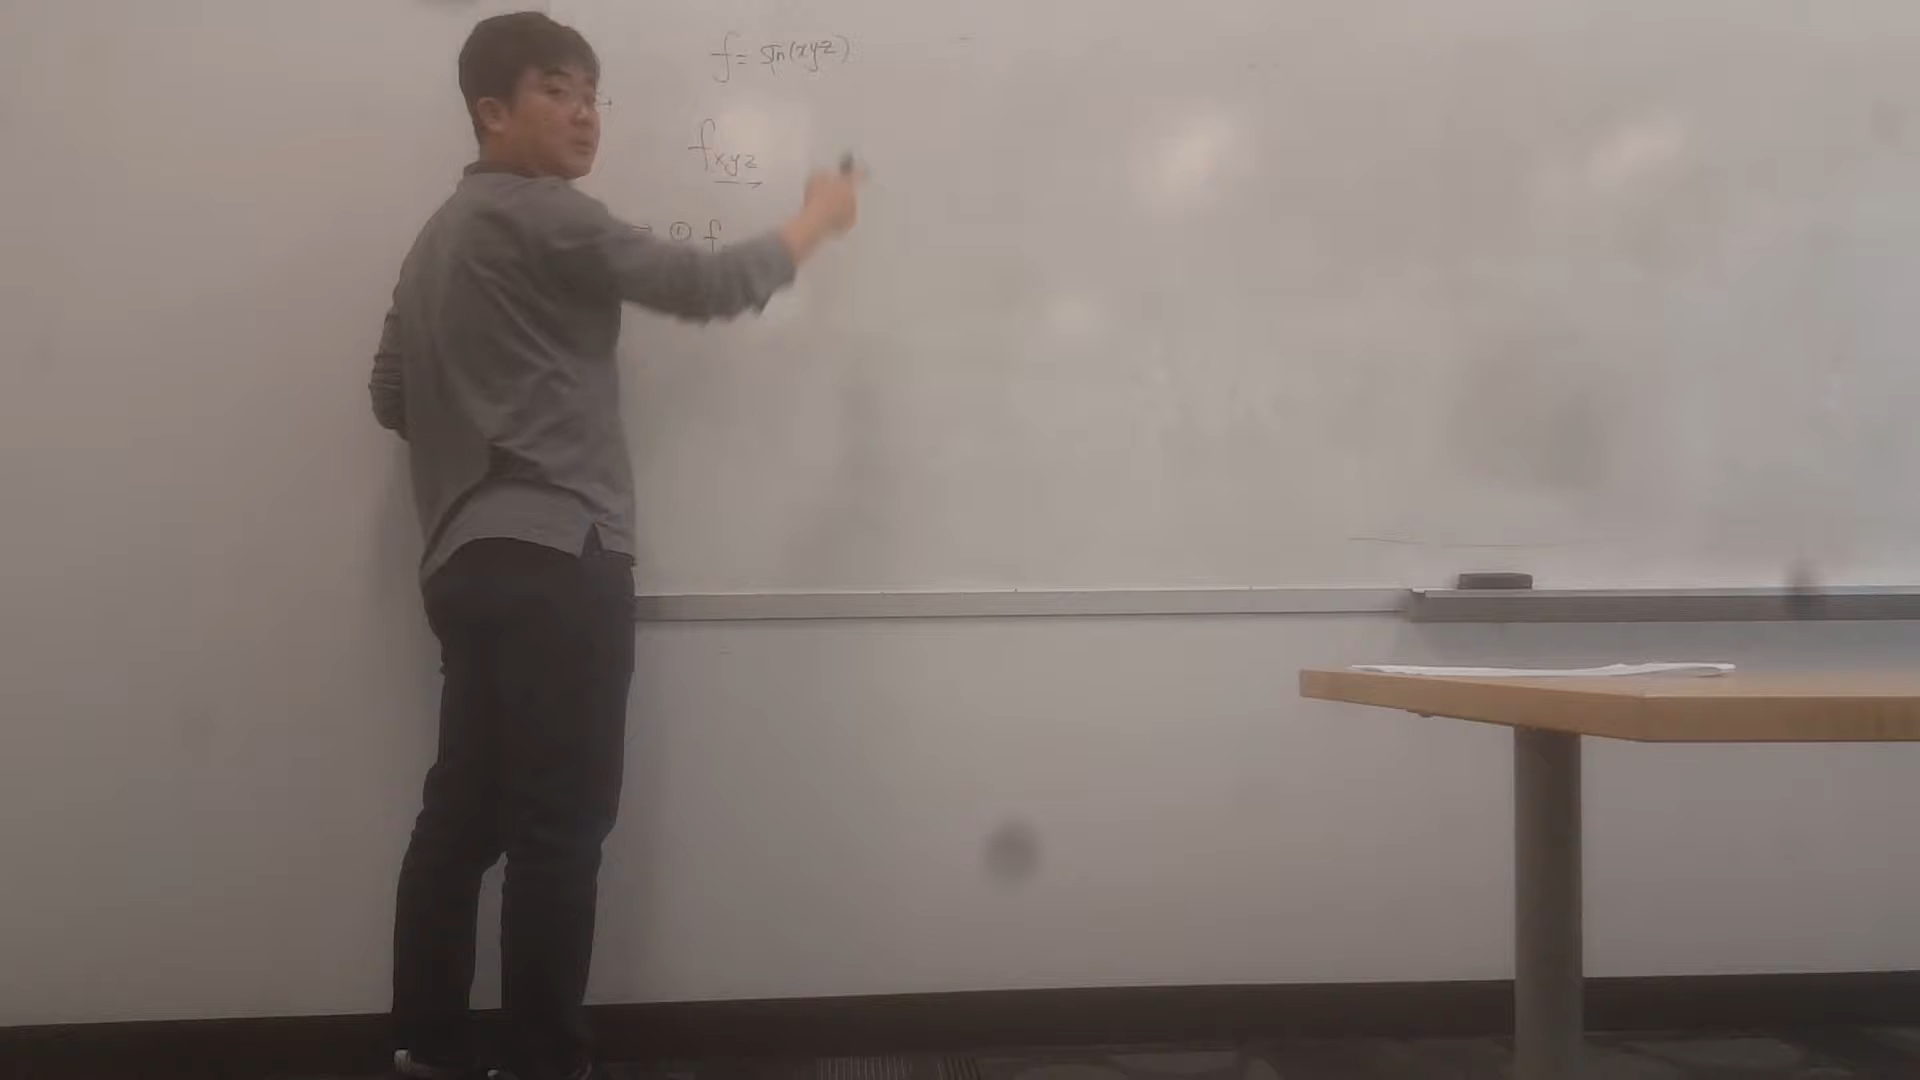 f = sin(xyz)
fxyz
→ ① f